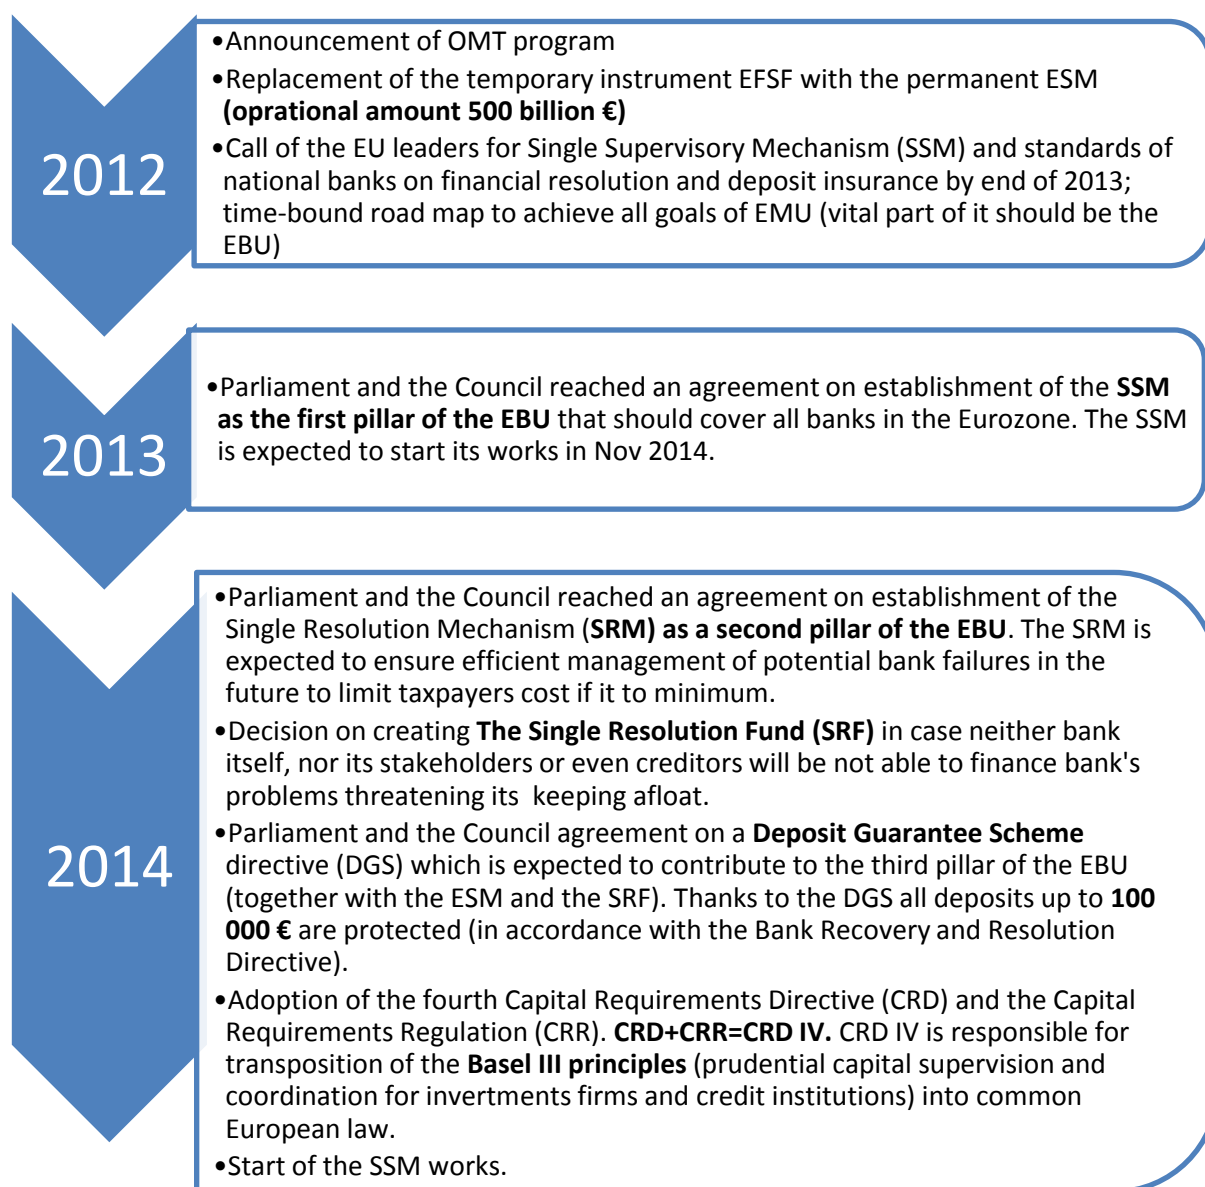 2012
•Announcement of OMT program
•Replacement of the temporary instrument EFSF with the permanent ESM
(oprational amount 500 billion €)
•Call of the EU leaders for Single Supervisory Mechanism (SSM) and standards of
national banks on financial resolution and deposit insurance by end of 2013;
time-bound road map to achieve all goals of EMU (vital part of it should be the
EBU)
2013
•Parliament and the Council reached an agreement on establishment of the SSM
as the first pillar of the EBU that should cover all banks in the Eurozone. The SSM
is expected to start its works in Nov 2014.
2014
•Parliament and the Council reached an agreement on establishment of the
Single Resolution Mechanism (SRM) as a second pillar of the EBU. The SRM is
expected to ensure efficient management of potential bank failures in the
future to limit taxpayers cost if it to minimum.
•Decision on creating The Single Resolution Fund (SRF) in case neither bank
itself, nor its stakeholders or even creditors will be not able to finance bank's
problems threatening its  keeping afloat.
•Parliament and the Council agreement on a Deposit Guarantee Scheme
directive (DGS) which is expected to contribute to the third pillar of the EBU
(together with the ESM and the SRF). Thanks to the DGS all deposits up to 100
000 € are protected (in accordance with the Bank Recovery and Resolution
Directive).
•Adoption of the fourth Capital Requirements Directive (CRD) and the Capital
Requirements Regulation (CRR). CRD+CRR=CRD IV. CRD IV is responsible for
transposition of the Basel III principles (prudential capital supervision and
coordination for invertments firms and credit institutions) into common
European law.
•Start of the SSM works.